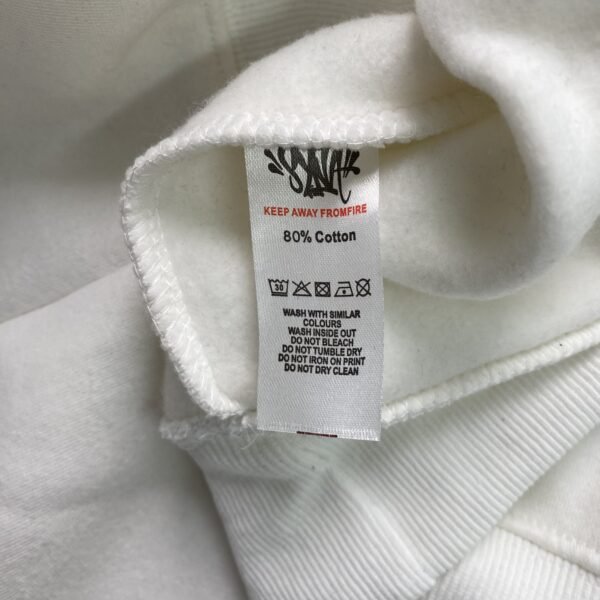 KEEP AWAY FROMFIRE
80% Cotton
30
WASH WITH SIMILAR
COLOURS
WASH INSIDE OUT
DO NOT BLEACH
DO NOT TUMBLE DRY
DO NOT IRON ON PRINT
DO NOT DRY CLEAN